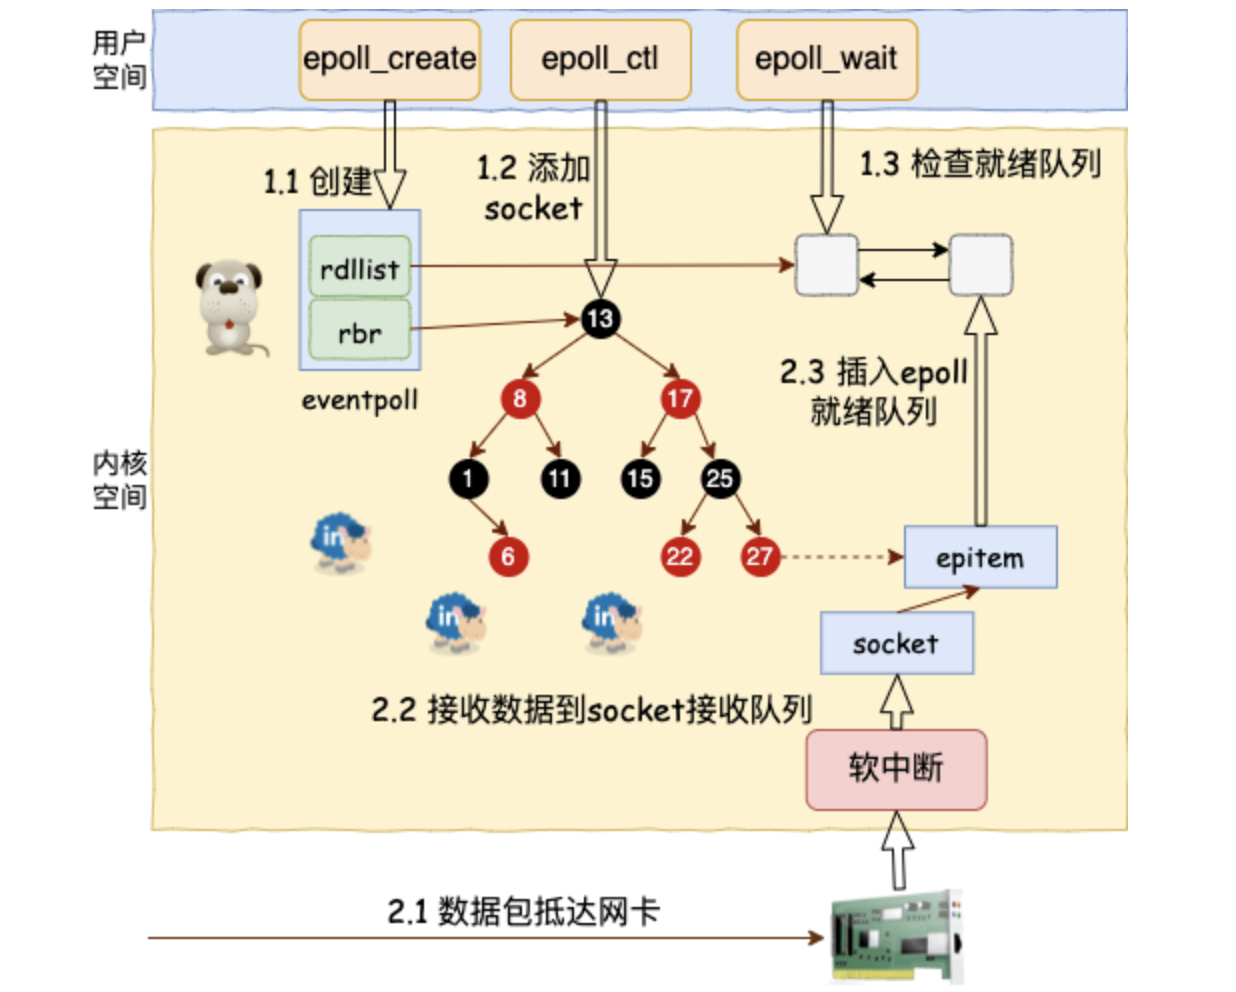 用户
空间
epoll_create
epoll_ctl
epoll_wait
1.1 创建
1.2 添加
socket
1.3 检查就绪队列
rdllist
rbr
eventpoll
13
8
17
1
11
15
25
6
22
27
2.3 插入epoll
就绪队列
内核
空间
epitem
socket
in
in
in
2.2 接收数据到socket接收队列
软中断
2.1 数据包抵达网卡